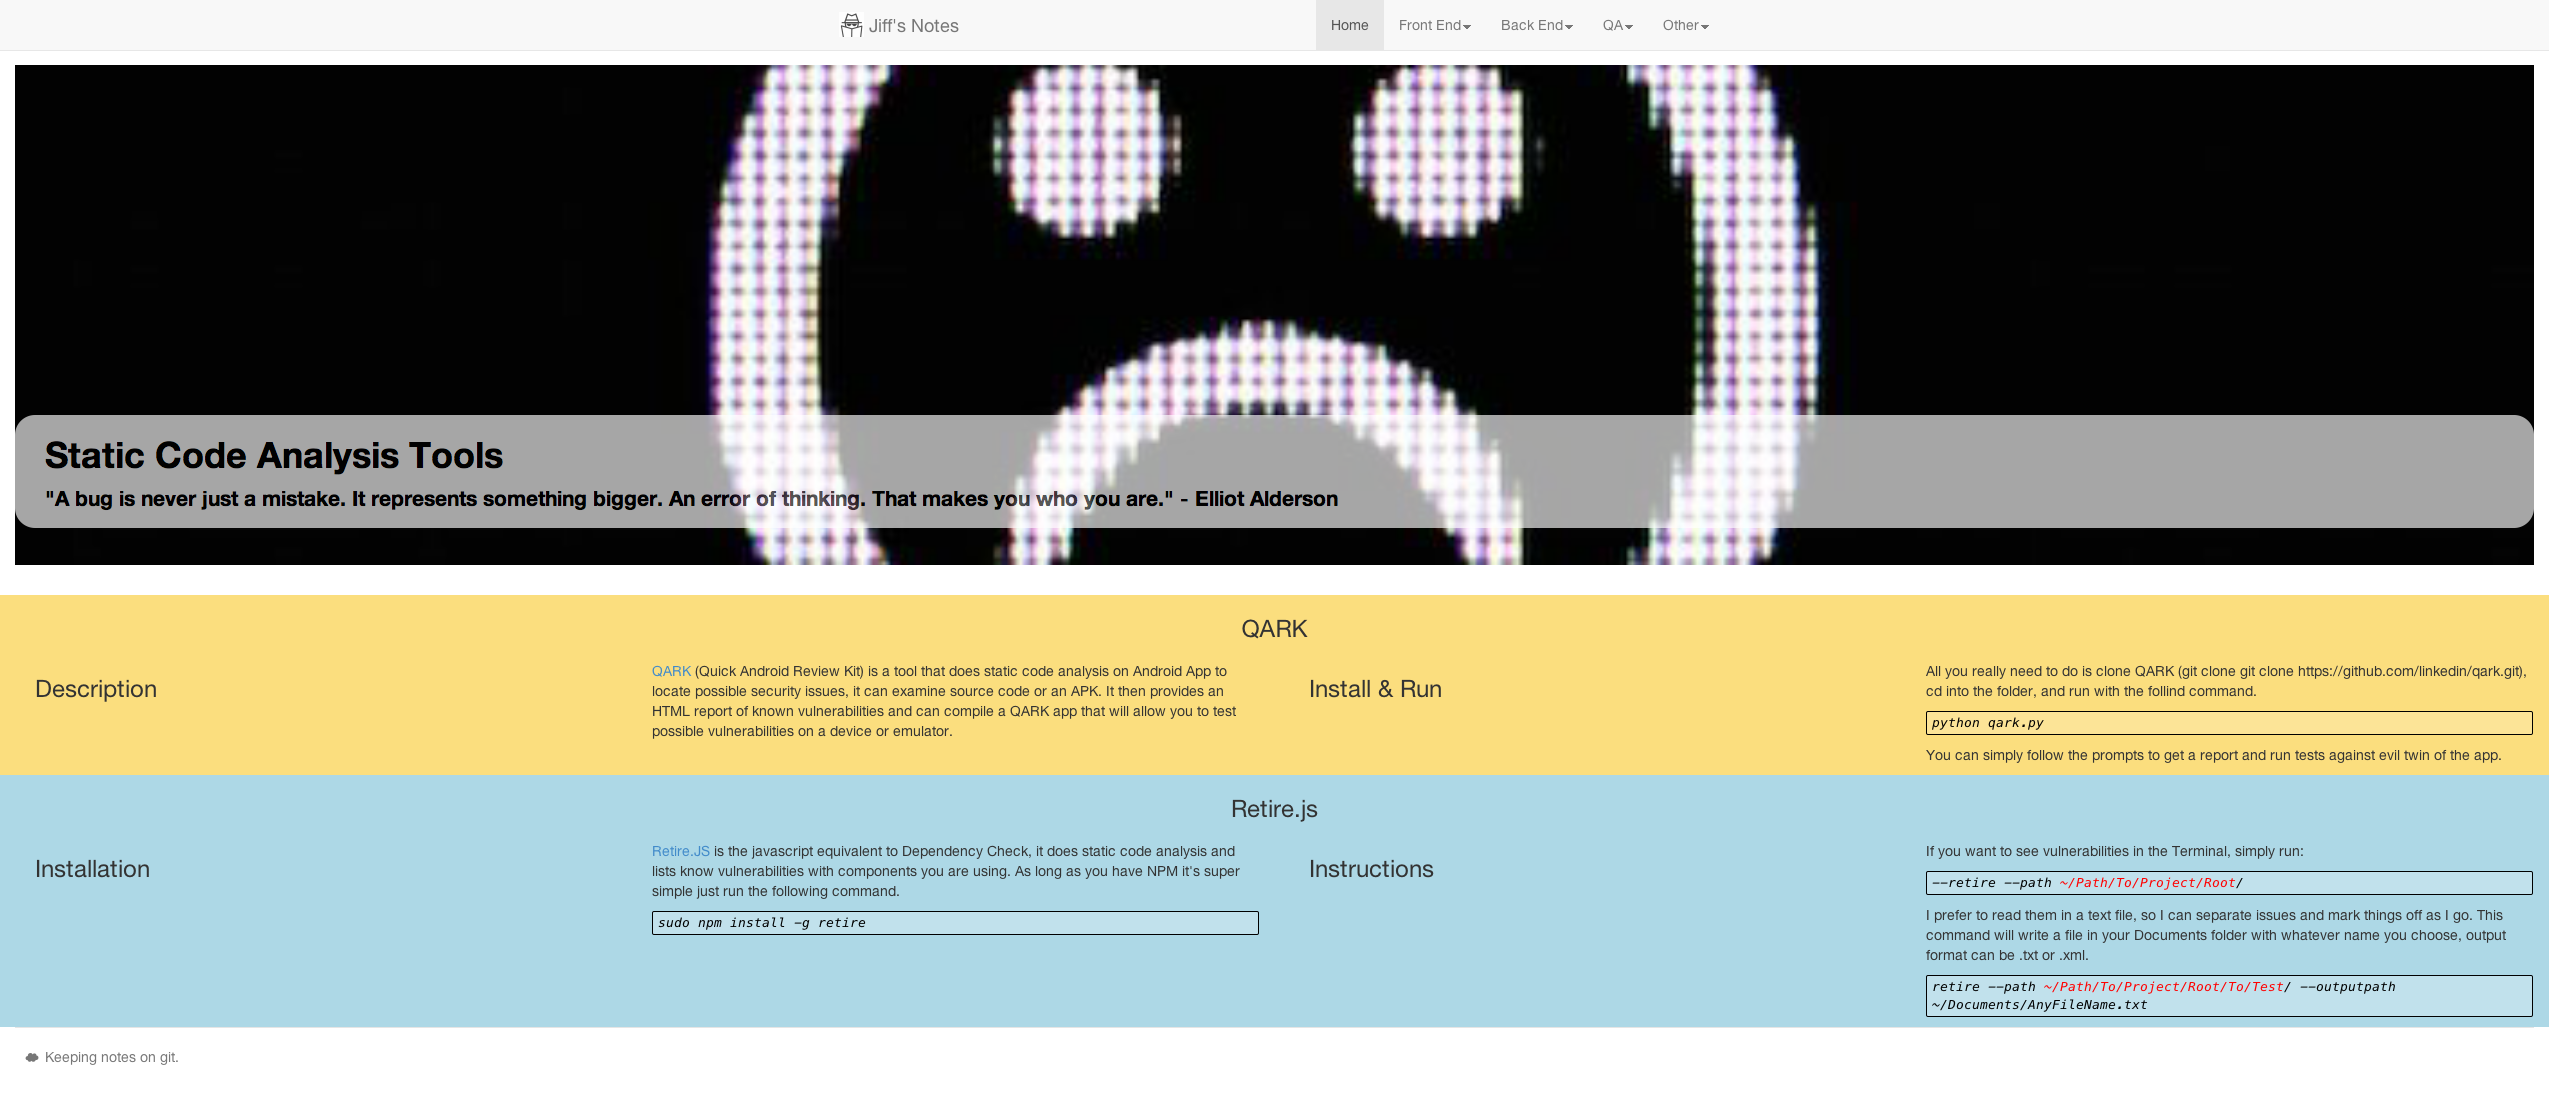 Jiff's Notes
Home Front End Back End QA Other
Static Code Analysis Tools
"A bug is never just a mistake. It represents something bigger. An error of thinking. That makes you who you are." - Elliot Alderson
QARK
Description
QARK (Quick Android Review Kit) is a tool that does static code analysis on Android App to
locate possible security issues, it can examine source code or an APK. It then provides an
HTML report of known vulnerabilities and can compile a QARK app that will allow you to test
possible vulnerabilities on a device or emulator.
Install & Run
All you really need to do is clone QARK (git clone git clone https://github.com/linkedin/qark.git),
cd into the folder, and run with the follind command.
python qark.py
You can simply follow the prompts to get a report and run tests against evil twin of the app.
Retire.js
Installation
Retire.JS is the javascript equivalent to Dependency Check, it does static code analysis and
lists know vulnerabilities with components you are using. As long as you have NPM it's super
simple just run the following command.
sudo npm install -g retire
Instructions
If you want to see vulnerabilities in the Terminal, simply run:
--retire --path ~/Path/To/Project/Root/
I prefer to read them in a text file, so I can separate issues and mark things off as I go. This
command will write a file in your Documents folder with whatever name you choose, output
format can be .txt or .xml.
retire --path ~/Path/To/Project/Root/To/Test/ --outputpath
~/Documents/AnyFileName.txt
Keeping notes on git.